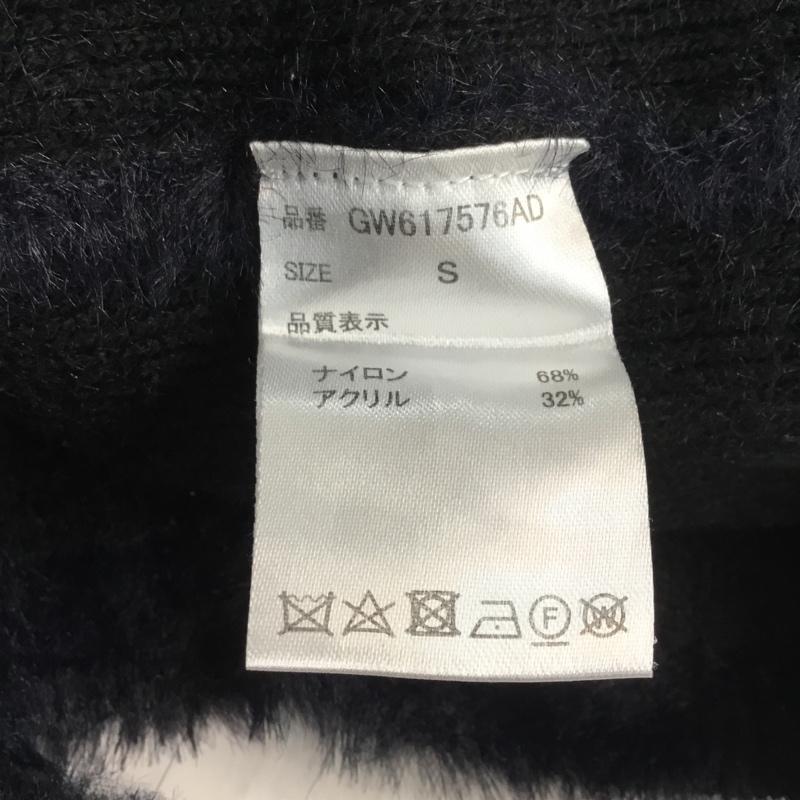 品番 GW617576AD
SIZE S
品質表示
ナイロン 68%
アクリル 32%
F W